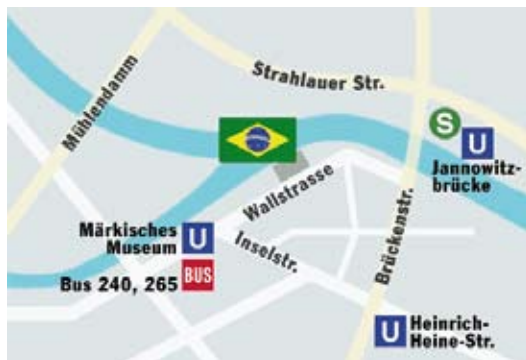 Mühlendamm
Strahlauer Str.
S
U
Jannowitz-
brücke
Wallstrasse
Märkisches
Museum
U
Bus 240, 265
BUS
Inselstr.
Brückenstr.
U
Heinrich-
Heine-Str.